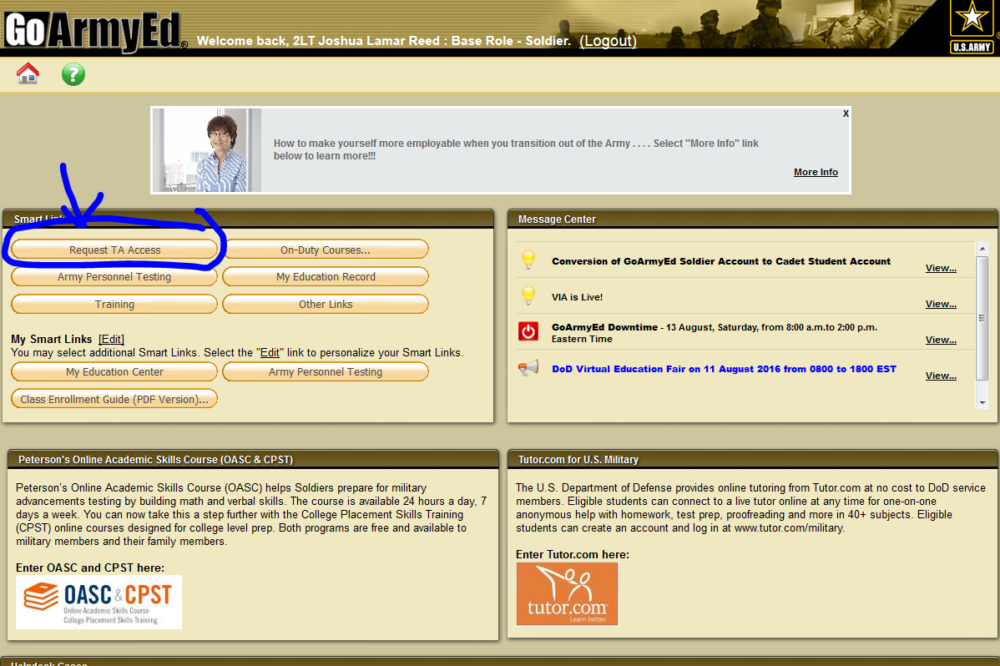 GoArmyEd®
Welcome back, 2LT Joshua Lamar Reed : Base Role - Soldier. (Logout)
U.S.ARMY
?
X
How to make yourself more employable when you transition out of the Army . . . . Select "More Info" link
below to learn more!!!
More Info
Smart Links
Request TA Access
On-Duty Courses...
Army Personnel Testing
My Education Record
Training
Other Links
My Smart Links [Edit]
You may select additional Smart Links. Select the "Edit" link to personalize your Smart Links.
My Education Center
Army Personnel Testing
Class Enrollment Guide (PDF Version)...
Message Center
Conversion of GoArmyEd Soldier Account to Cadet Student Account
View...
VIA is Live!
View...
GoArmyEd Downtime - 13 August, Saturday, from 8:00 a.m.to 2:00 p.m.
Eastern Time
View...
DoD Virtual Education Fair on 11 August 2016 from 0800 to 1800 EST
View...
Peterson's Online Academic Skills Course (OASC & CPST)
Peterson's Online Academic Skills Course (OASC) helps Soldiers prepare for military
advancements testing by building math and verbal skills. The course is available 24 hours a day, 7
days a week. You can now take this a step further with the College Placement Skills Training
(CPST) online courses designed for college level prep. Both programs are free and available to
military members and their family members.
Enter OASC and CPST here:
OASC & CPST
Online Academic Skills Course
College Placement Skills Training
Tutor.com for U.S. Military
The U.S. Department of Defense provides online tutoring from Tutor.com at no cost to DoD service
members. Eligible students can connect to a live tutor online at any time for one-on-one
anonymous help with homework, test prep, proofreading and more in 40+ subjects. Eligible
students can create an account and log in at www.tutor.com/military.
Enter Tutor.com here:
tutor.com
Learn better.
Helpdesk Cases